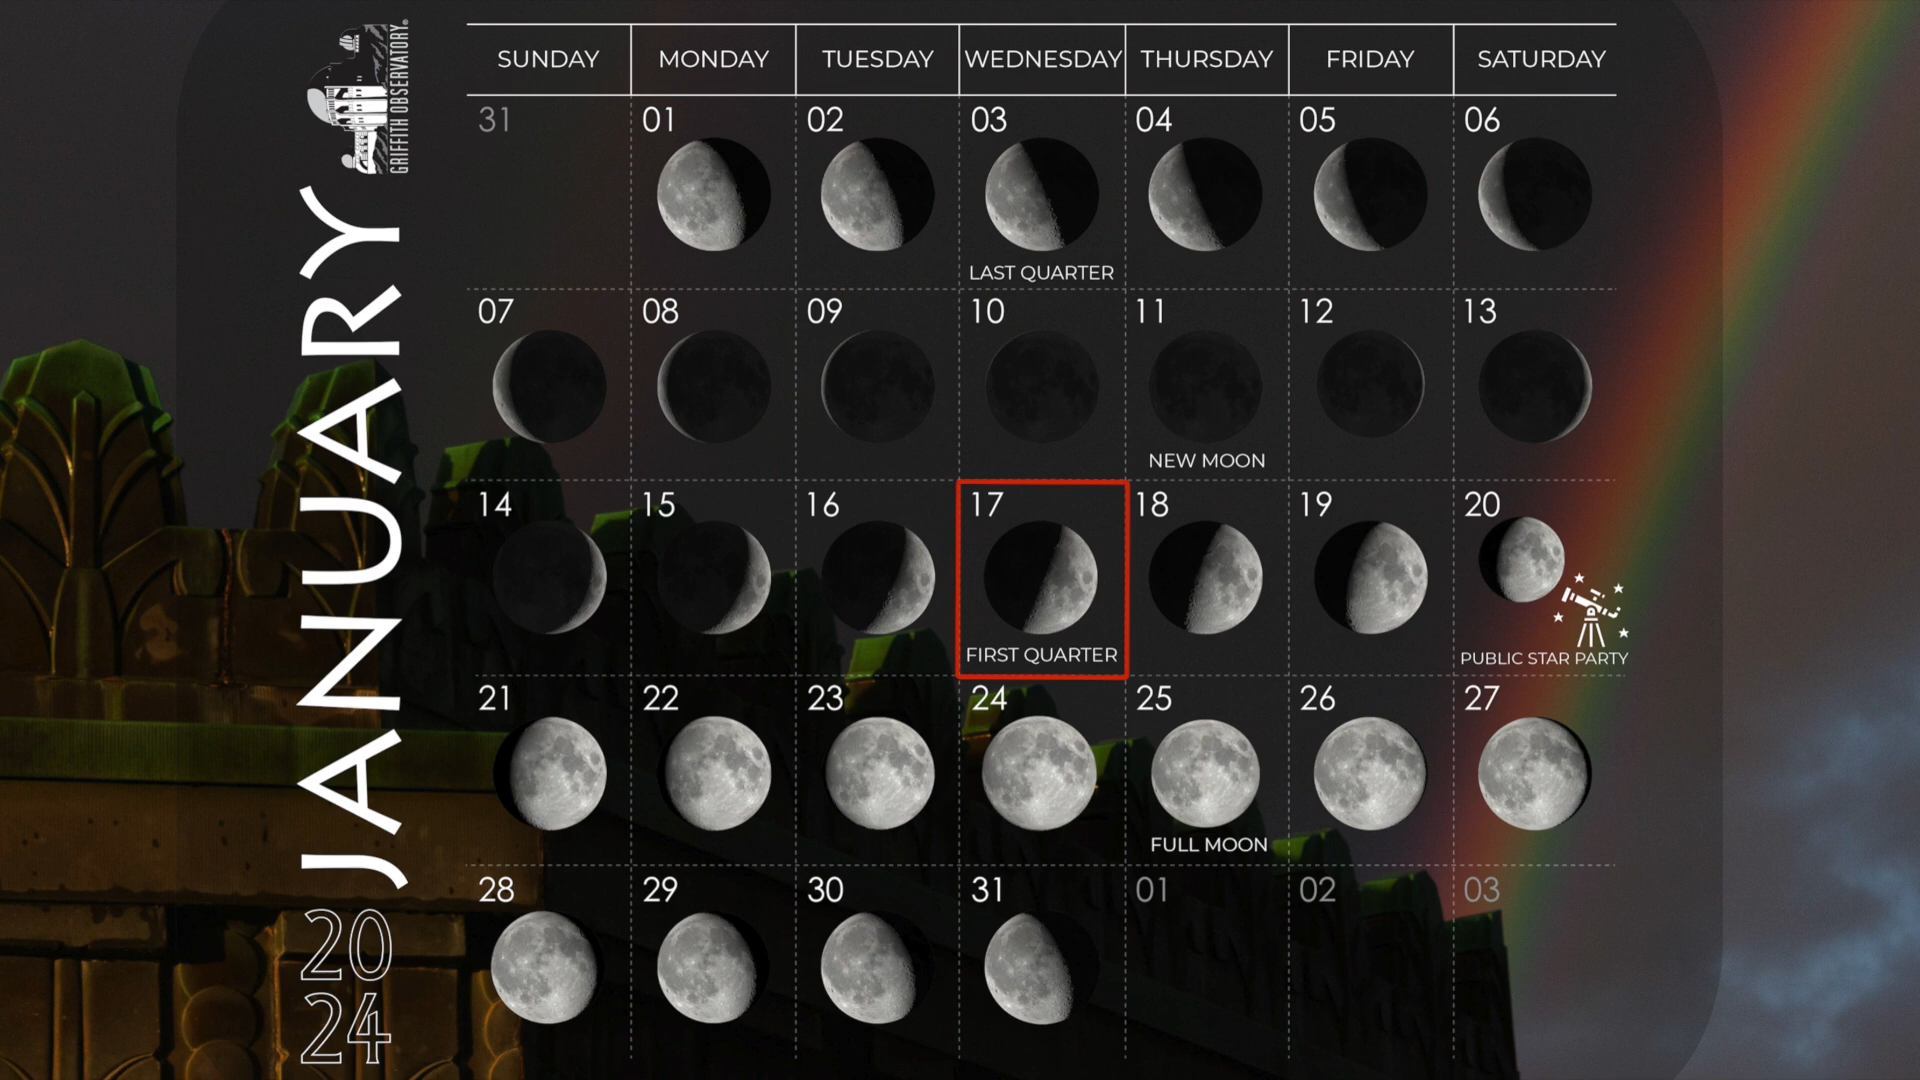 GRIFFITH OBSERVATORY®
JANUARY
20
24
SUNDAY MONDAY TUESDAY WEDNESDAY THURSDAY FRIDAY SATURDAY
31 01 02 03 04 05 06
LAST QUARTER
07 08 09 10 11 12 13
NEW MOON
14 15 16 17 18 19 20
FIRST QUARTER PUBLIC STAR PARTY
21 22 23 24 25 26 27
FULL MOON
28 29 30 31 01 02 03